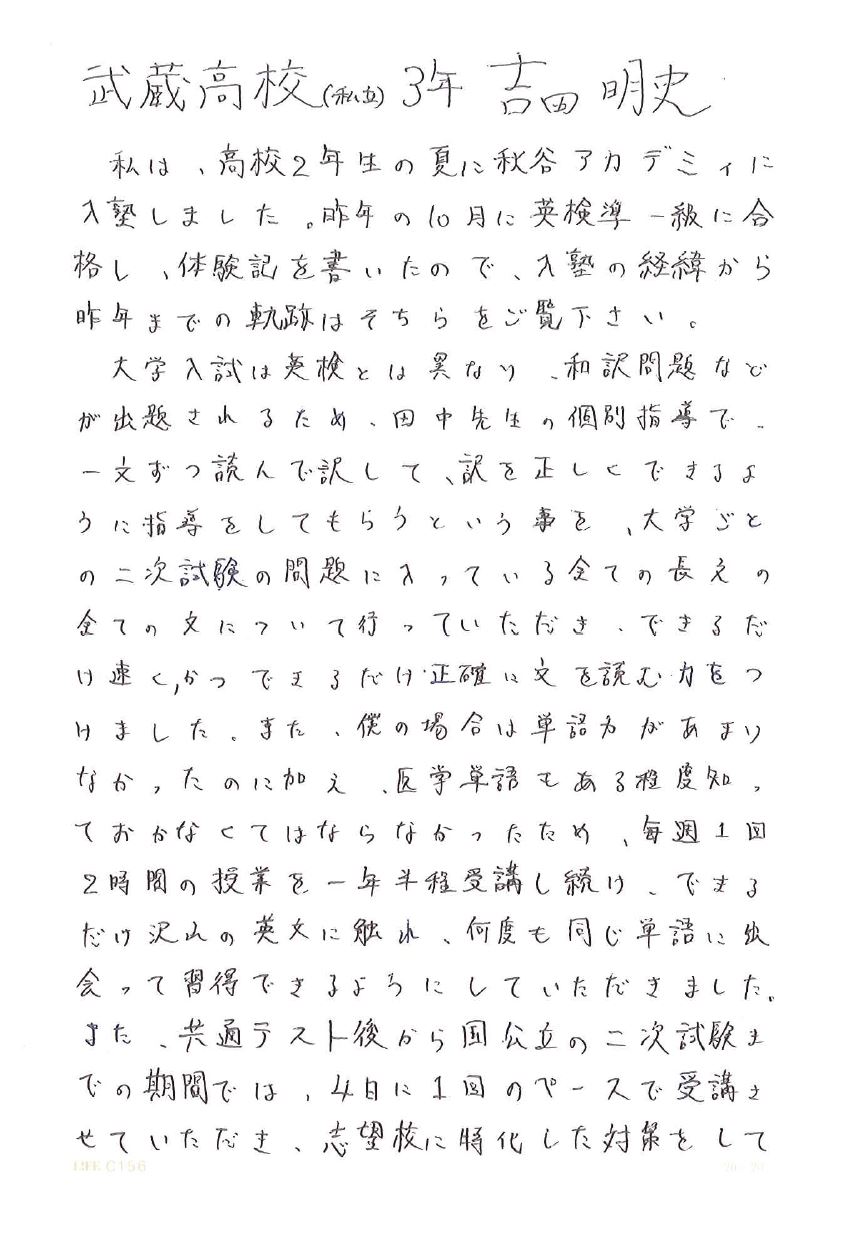 武蔵高校(私立) 3年 吉田 明史
私は、高校2年生の夏に秋谷アカデミィに
入塾しました。昨年の10月に英検準一級に合
格し、体験記を書いたので、入塾の経緯から
昨年までの軌跡はそちらをご覧下さい。
大学入試は英検とは異なり、和訳問題など
が出題されるため、田中先生の個別指導で、
一文ずつ読んで訳して、訳を正しくできるよ
うに指導をしてもらうという事を、大学ごと
の二次試験の問題に入っている全ての長文の
全ての文について行っていただき、できるだ
け速く,かつできるだけ正確に文を読む力をつ
けました。また、僕の場合は単語力があまり
なかったのに加え、医学単語もある程度知っ
ておかなくてはならなかったため、毎週1回
2時間の授業を一年半程受講し続け、できる
だけ沢山の英文に触れ、何度も同じ単語に出
会って習得できるようにしていただきました。
また、共通テスト後から国公立の二次試験ま
での期間では、4日に1回のペースで受講さ
せていただき、志望校に特化した対策をして
LIFE C156
20×20